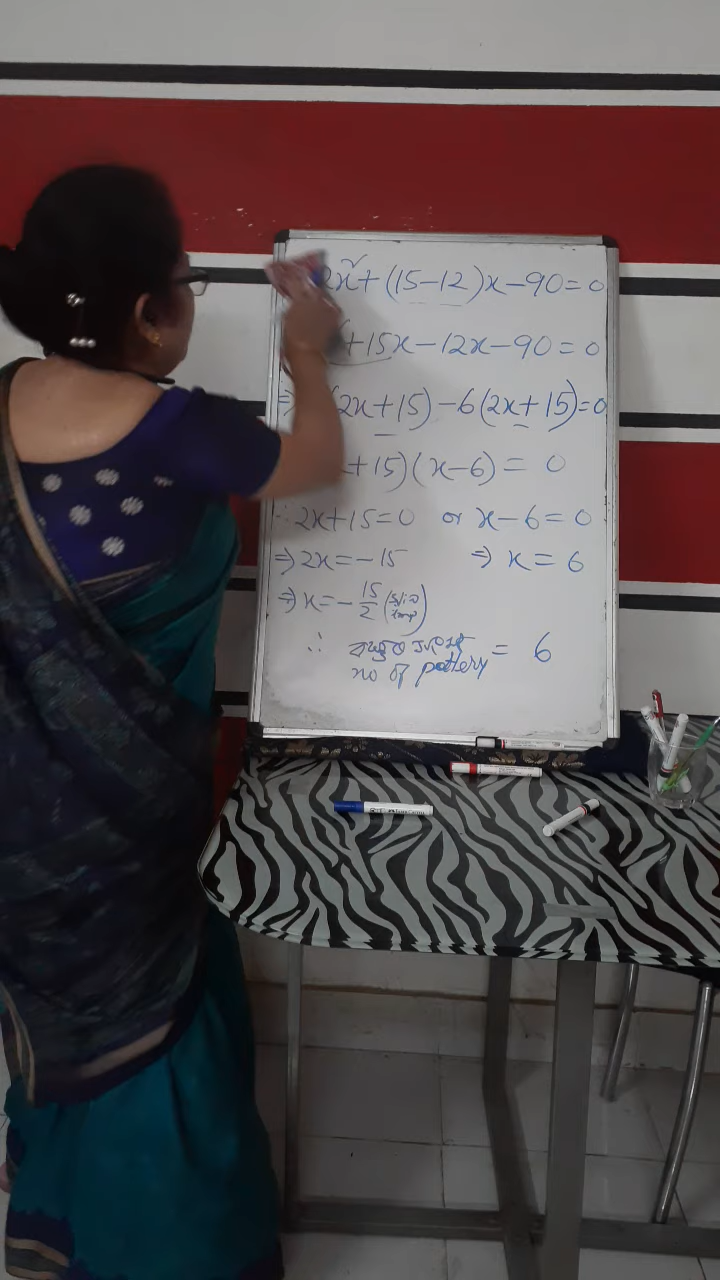 2x² + (15-12)x - 90 = 0
+ 15x - 12x - 90 = 0
⇒ (2x + 15) - 6(2x + 15) = 0
+ 15)(x - 6) = 0
∴ 2x + 15 = 0 or x - 6 = 0
⇒ 2x = -15 ⇒ x = 6
⇒ x = -15/2
∴ = 6
no of pottery